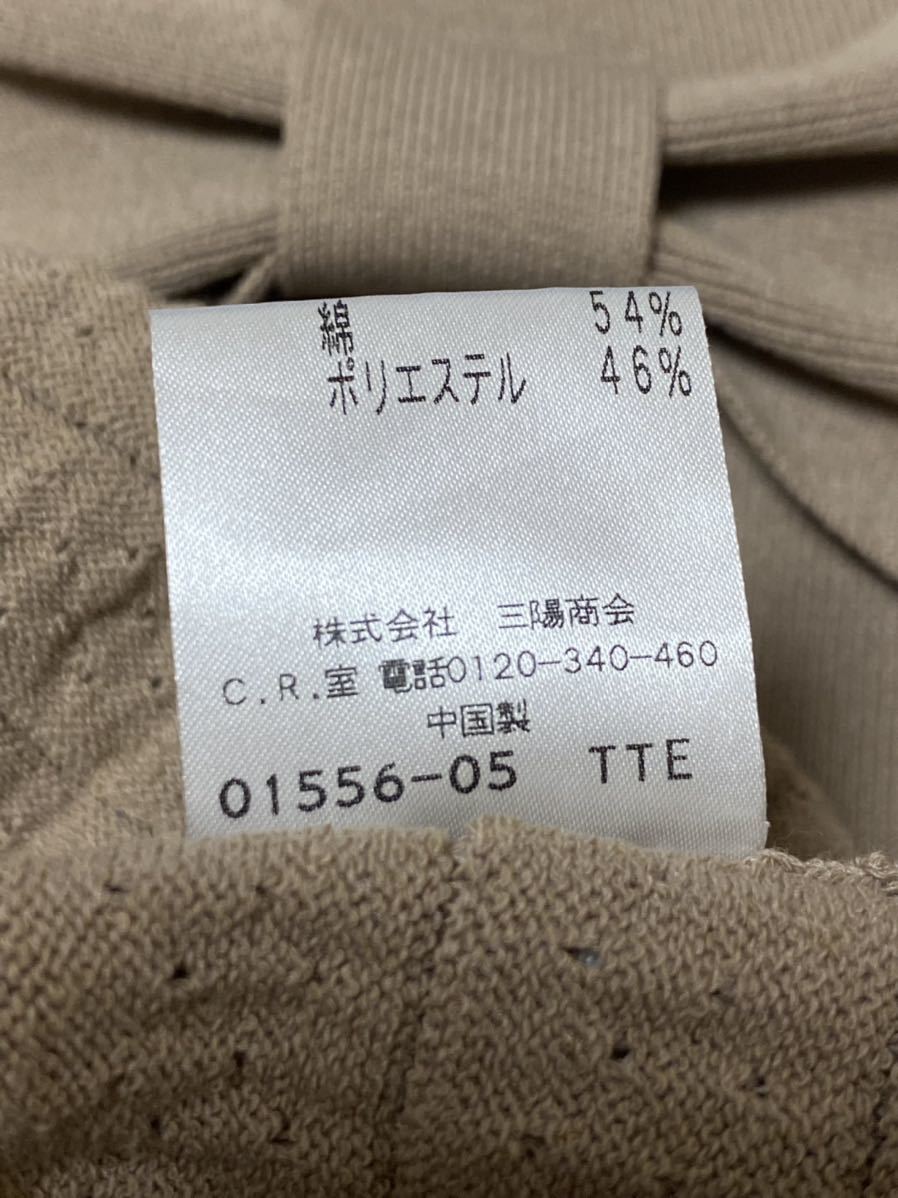 綿 54%
ポリエステル 46%
株式会社 三陽商会
C.R.室 電話0120-340-460
中国製
01556-05 TTE